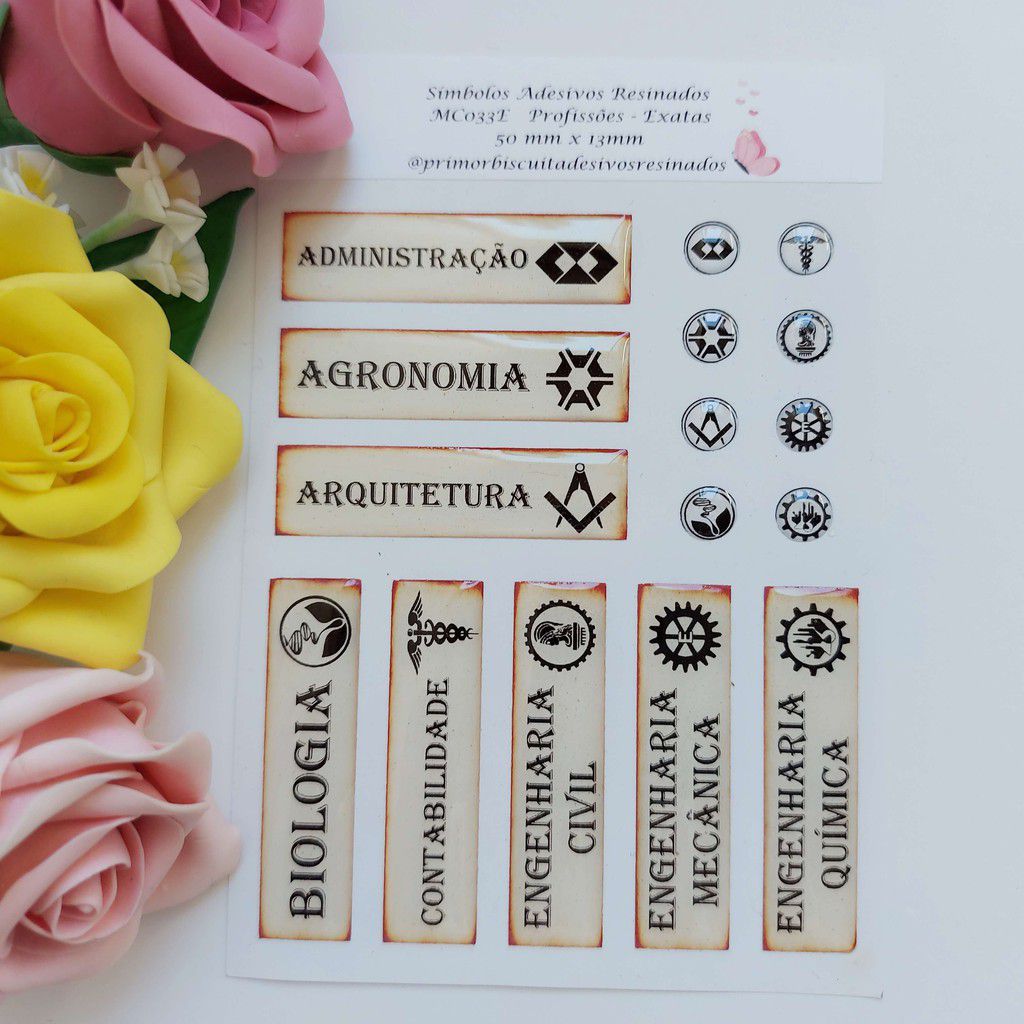 Símbolos Adesivos Resinados
MC033E Profissões - Exatas
50 mm x 13mm
@primorbiscuitadesivosresinados
ADMINISTRAÇÃO
AGRONOMIA
ARQUITETURA
BIOLOGIA
CONTABILIDADE
ENGENHARIA
CIVIL
ENGENHARIA
MECÂNICA
ENGENHARIA
QUÍMICA